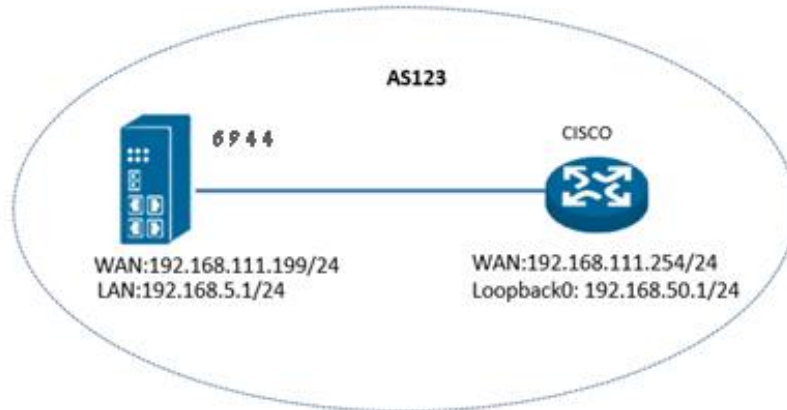 AS123
6944
CISCO
WAN:192.168.111.199/24
LAN:192.168.5.1/24
WAN:192.168.111.254/24
Loopback0: 192.168.50.1/24